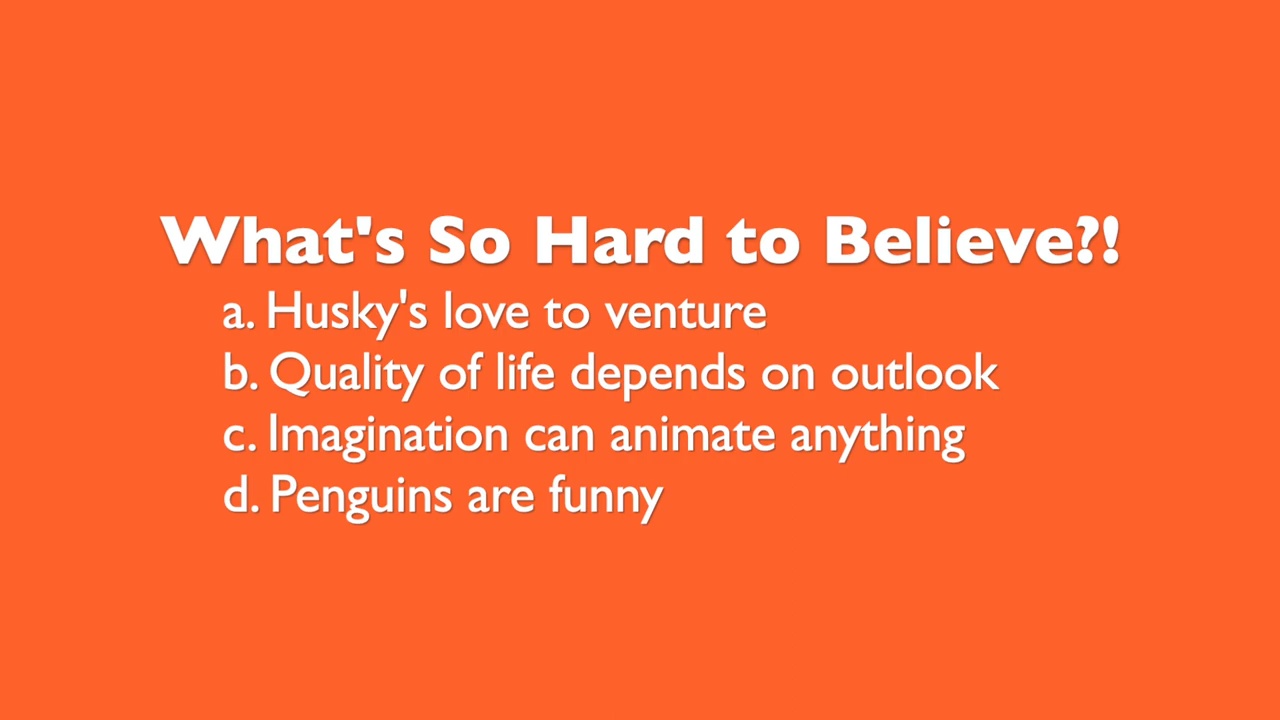 What's So Hard to Believe?!
a. Husky's love to venture
b. Quality of life depends on outlook
c. Imagination can animate anything
d. Penguins are funny